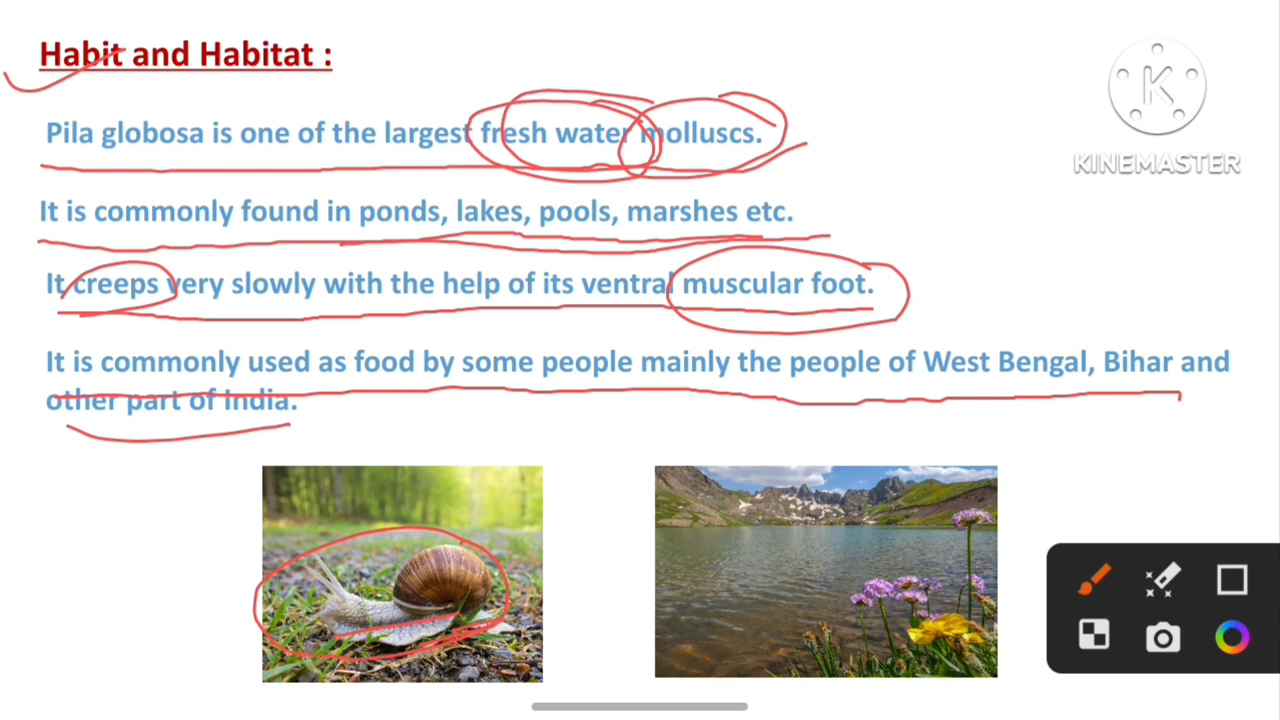 Habit and Habitat :
KINEMASTER
Pila globosa is one of the largest fresh water molluscs.
It is commonly found in ponds, lakes, pools, marshes etc.
It creeps very slowly with the help of its ventral muscular foot.
It is commonly used as food by some people mainly the people of West Bengal, Bihar and
other part of India.